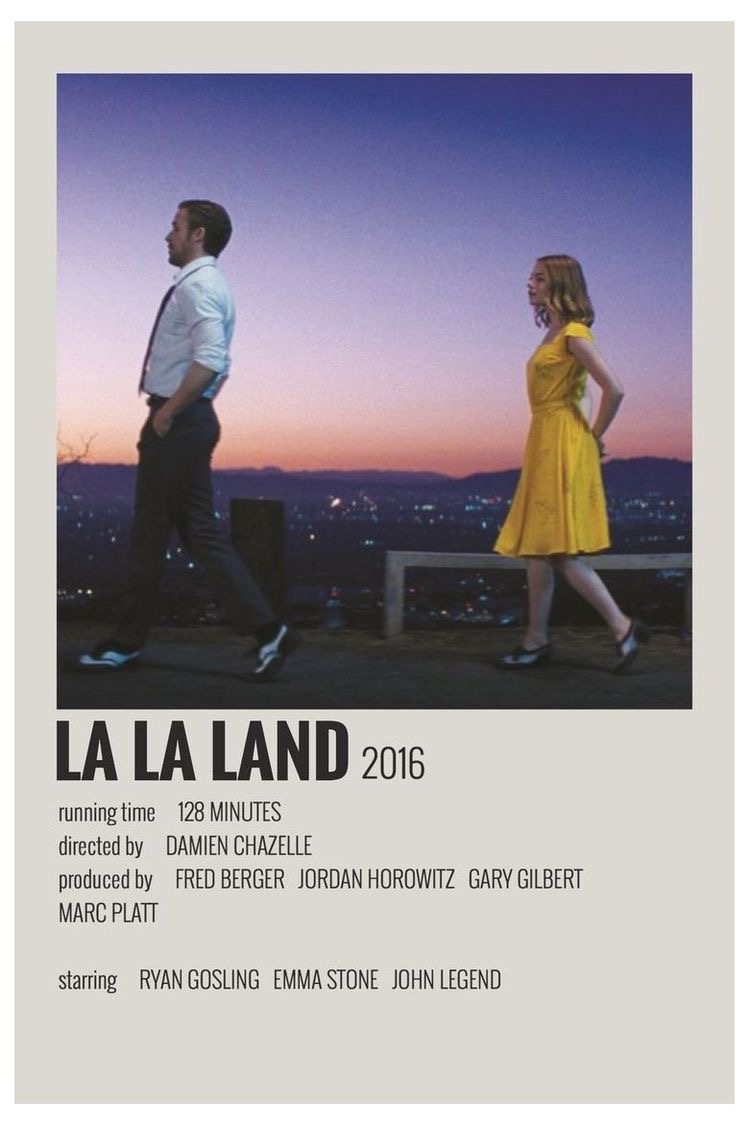 LA LA LAND 2016
running time 128 MINUTES
directed by DAMIEN CHAZELLE
produced by FRED BERGER JORDAN HOROWITZ GARY GILBERT
MARC PLATT
starring RYAN GOSLING EMMA STONE JOHN LEGEND